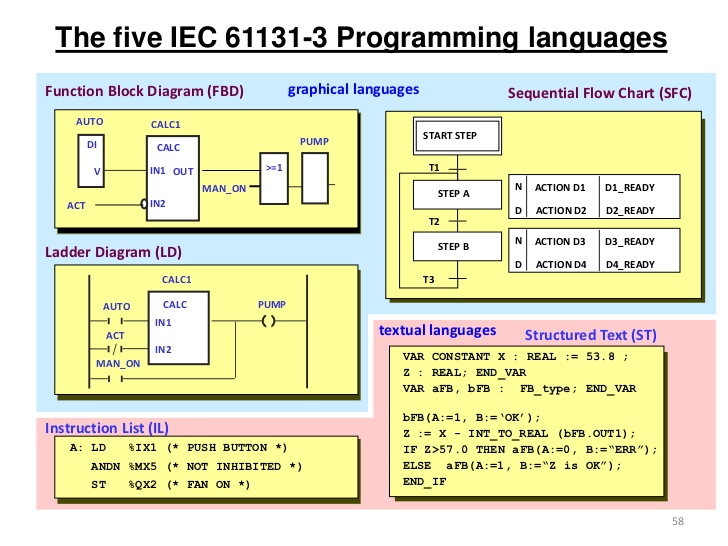 The five IEC 61131-3 Programming languages
Function Block Diagram (FBD)
graphical languages
Sequential Flow Chart (SFC)
AUTO
CALC1
DI
CALC
PUMP
V
IN1 OUT
>=1
MAN_ON
ACT
IN2
START STEP
T1
STEP A
N ACTION D1 D1_READY
D ACTION D2 D2_READY
T2
STEP B
N ACTION D3 D3_READY
D ACTION D4 D4_READY
T3
Ladder Diagram (LD)
CALC1
AUTO
CALC
PUMP
IN1
ACT
IN2
MAN_ON
textual languages
Structured Text (ST)
VAR CONSTANT X : REAL := 53.8 ;
Z : REAL; END_VAR
VAR aFB, bFB : FB_type; END_VAR
bFB(A:=1, B:=‘OK’);
Z := X - INT_TO_REAL (bFB.OUT1);
IF Z>57.0 THEN aFB(A:=0, B:=“ERR”);
ELSE aFB(A:=1, B:=“Z is OK”);
END_IF
Instruction List (IL)
A: LD %IX1 (* PUSH BUTTON *)
ANDN %MX5 (* NOT INHIBITED *)
ST %QX2 (* FAN ON *)
58